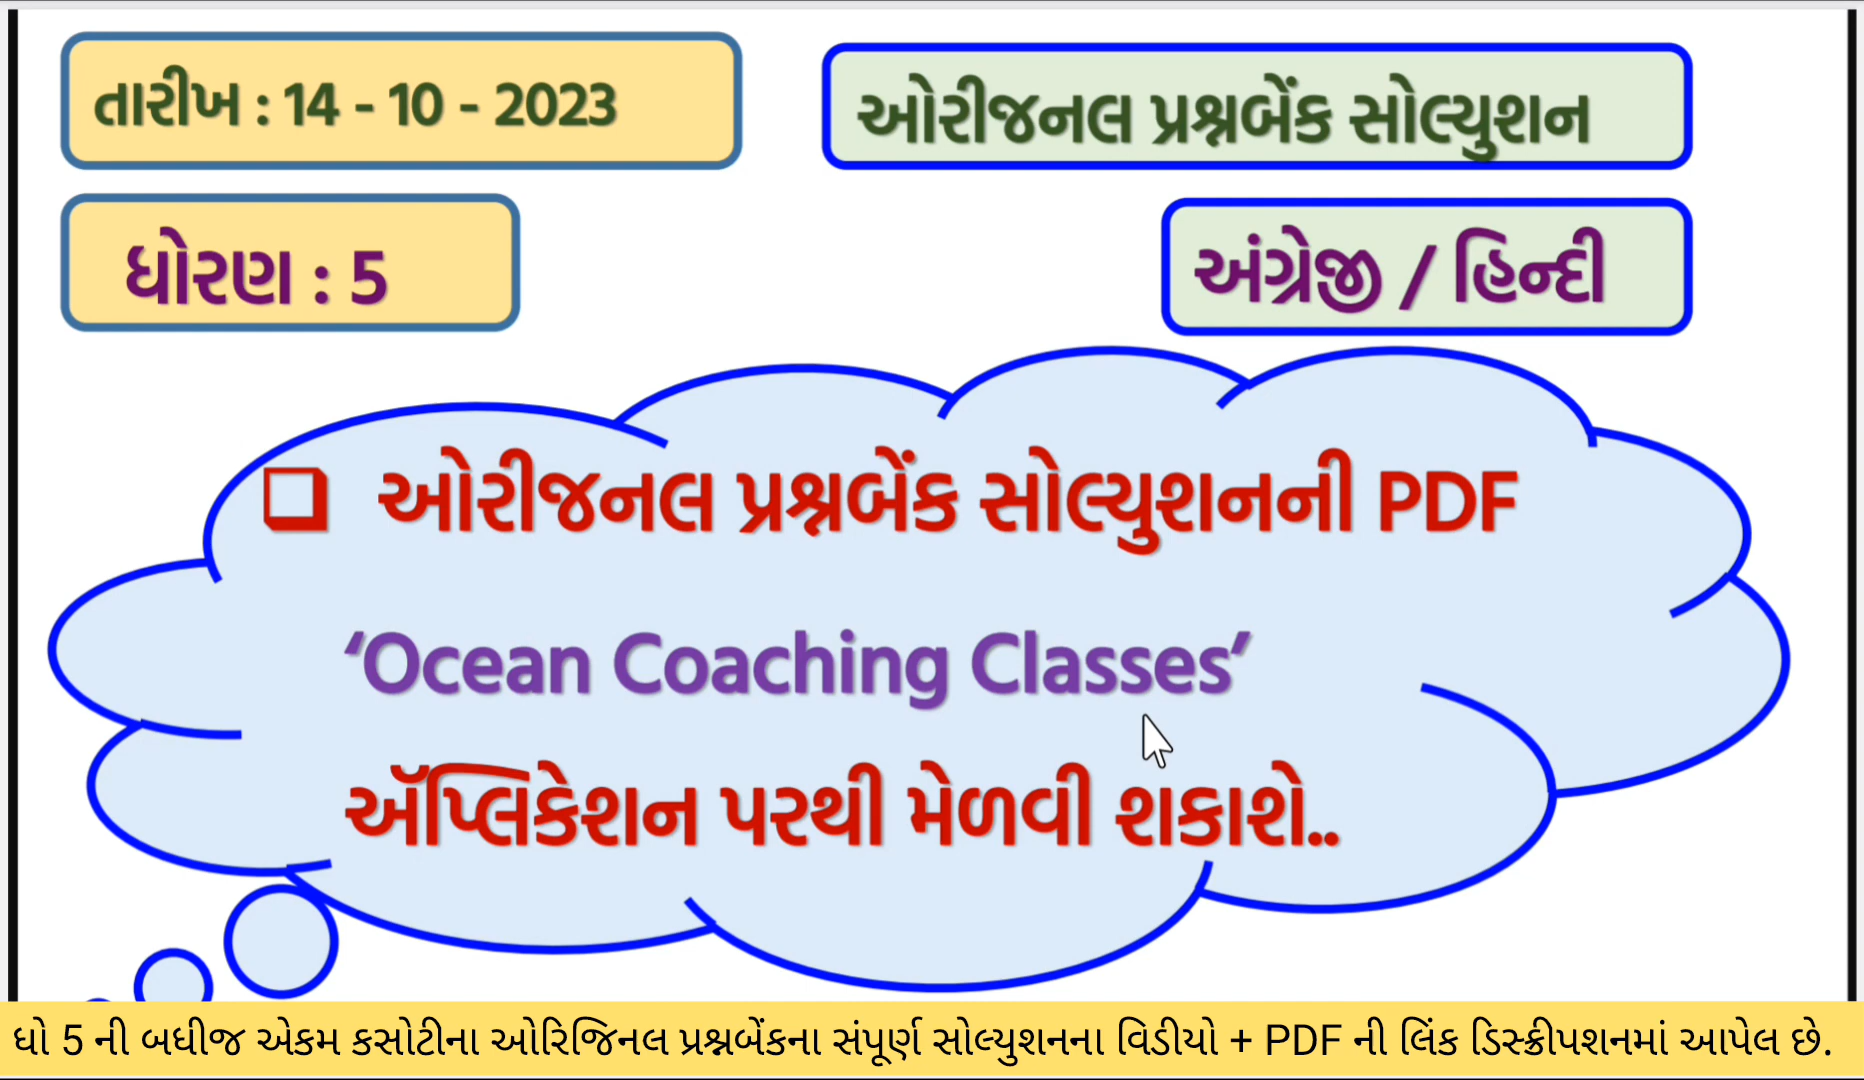 તારીખ : 14 - 10 - 2023
ઓરીજનલ પ્રશ્નબેંક સોલ્યુશન
ધોરણ : 5
અંગ્રેજી / હિન્દી
❑ ઓરીજનલ પ્રશ્નબેંક સોલ્યુશનની PDF
‘Ocean Coaching Classes’
ઍપ્લિકેશન પરથી મેળવી શકાશે..
ધો 5 ની બધીજ એકમ કસોટીના ઓરિજિનલ પ્રશ્નબેંકના સંપૂર્ણ સોલ્યુશનના વિડીયો + PDF ની લિંક ડિસ્ક્રીપશનમાં આપેલ છે.